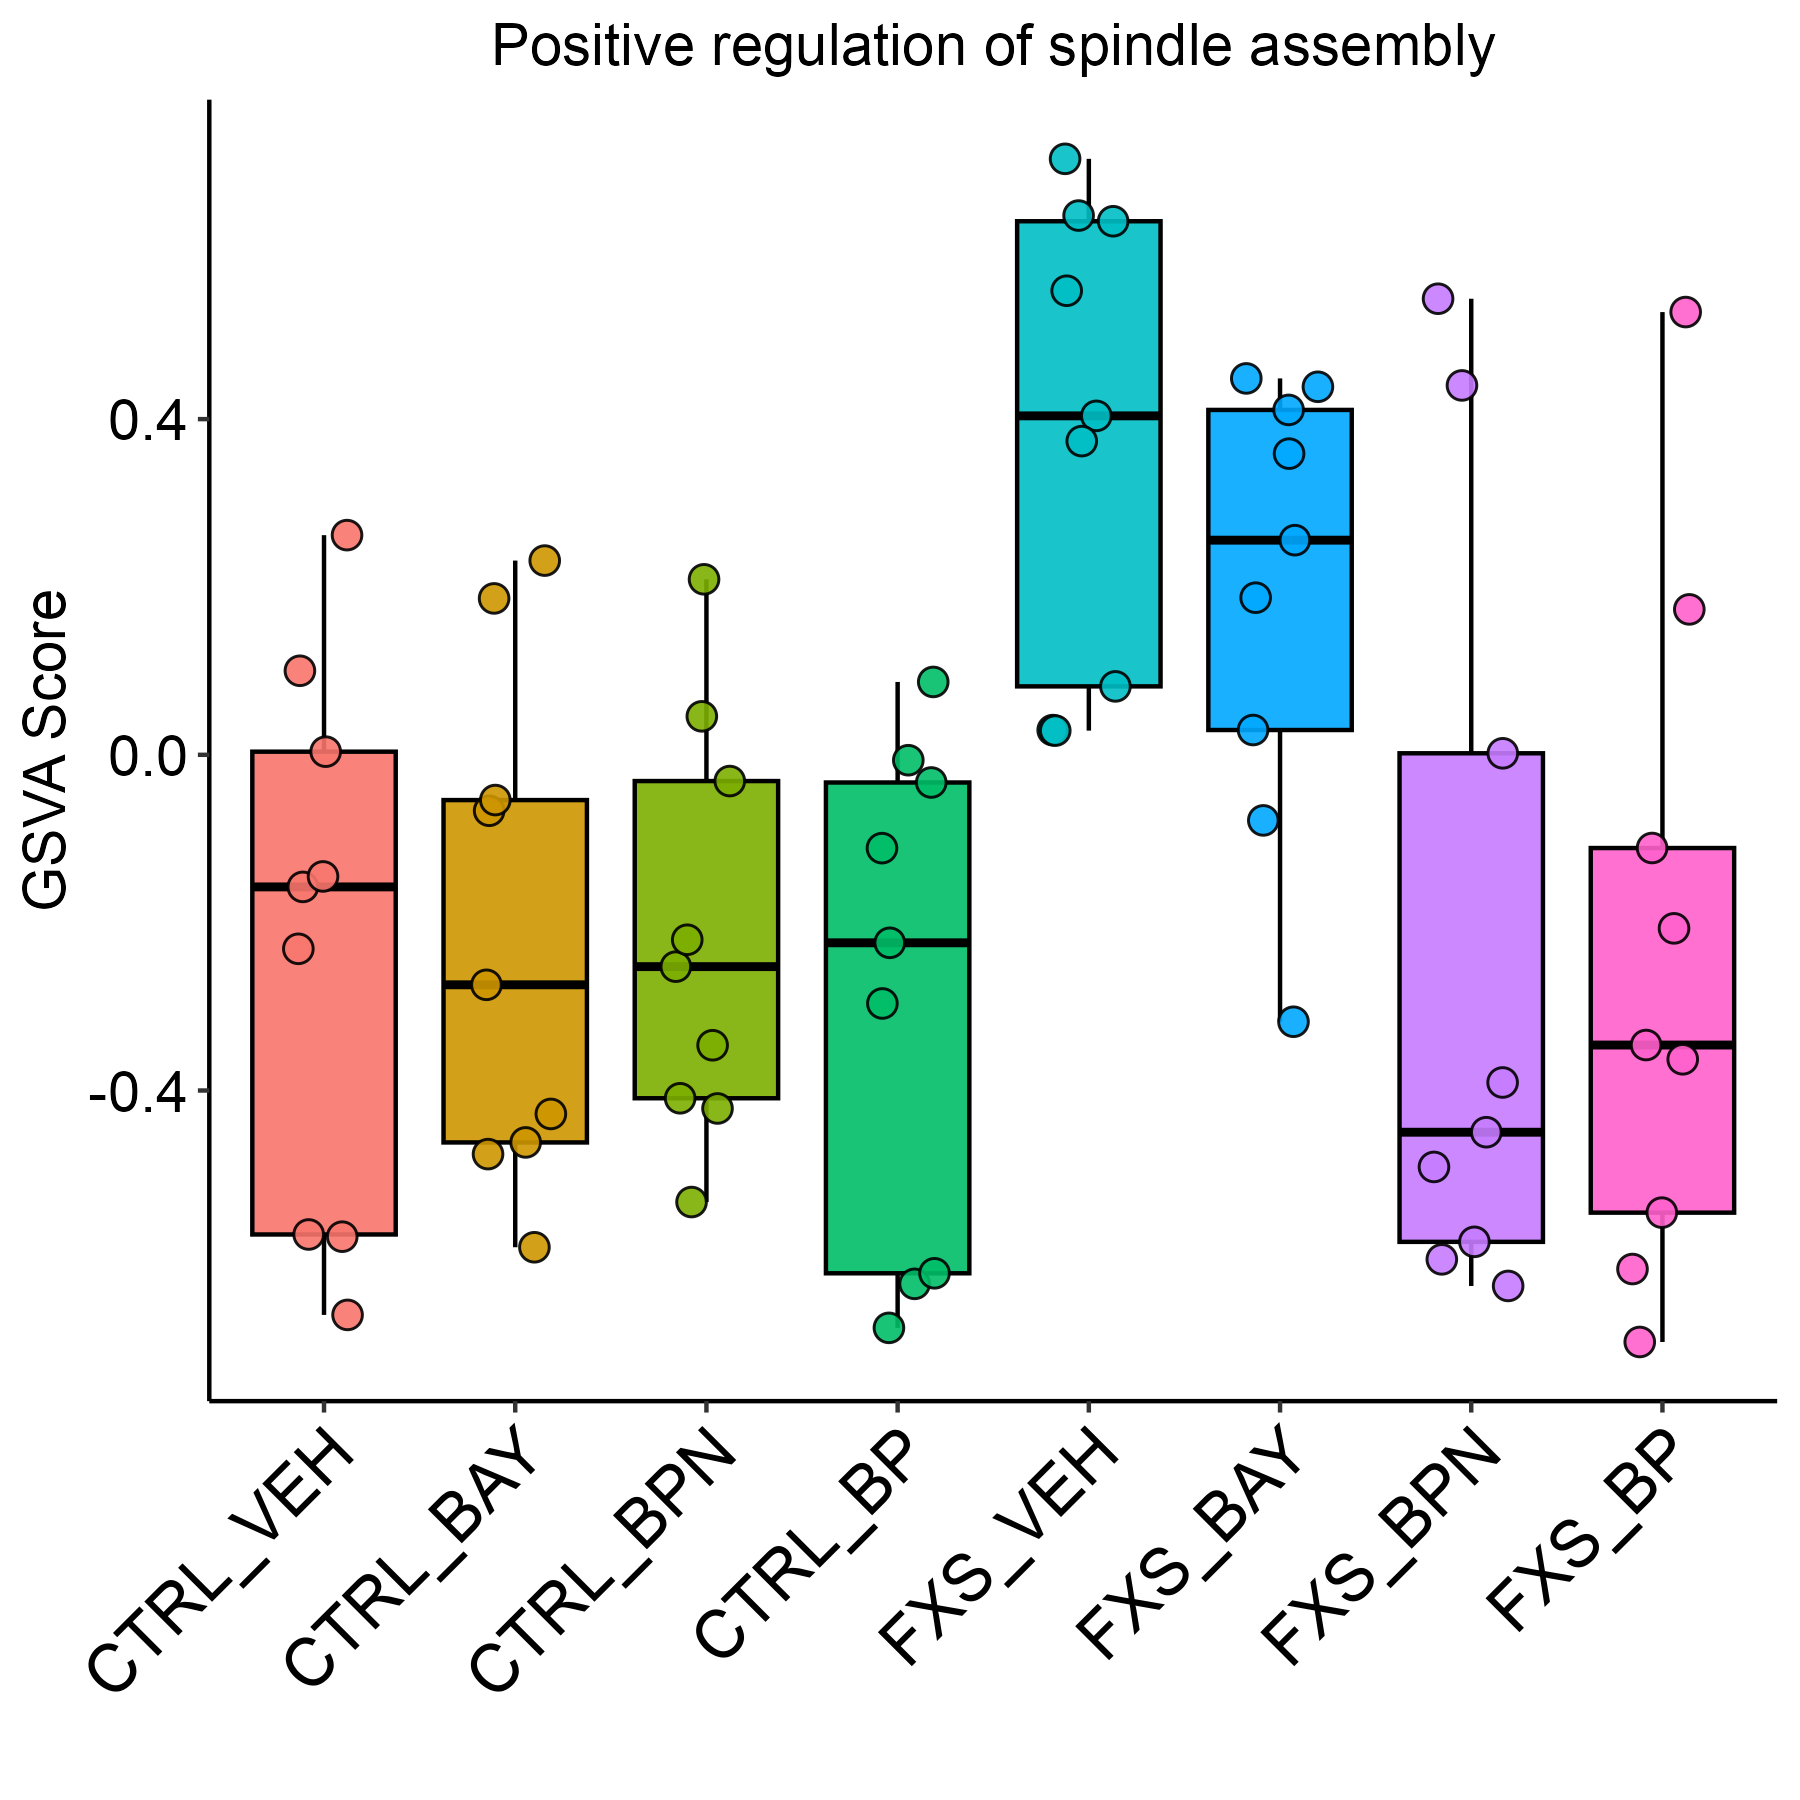 Positive regulation of spindle assembly
GSVA Score
0.4
0.0
-0.4
CTRL_VEH
CTRL_BAY
CTRL_BPN
CTRL_BP
FXS_VEH
FXS_BAY
FXS_BPN
FXS_BP